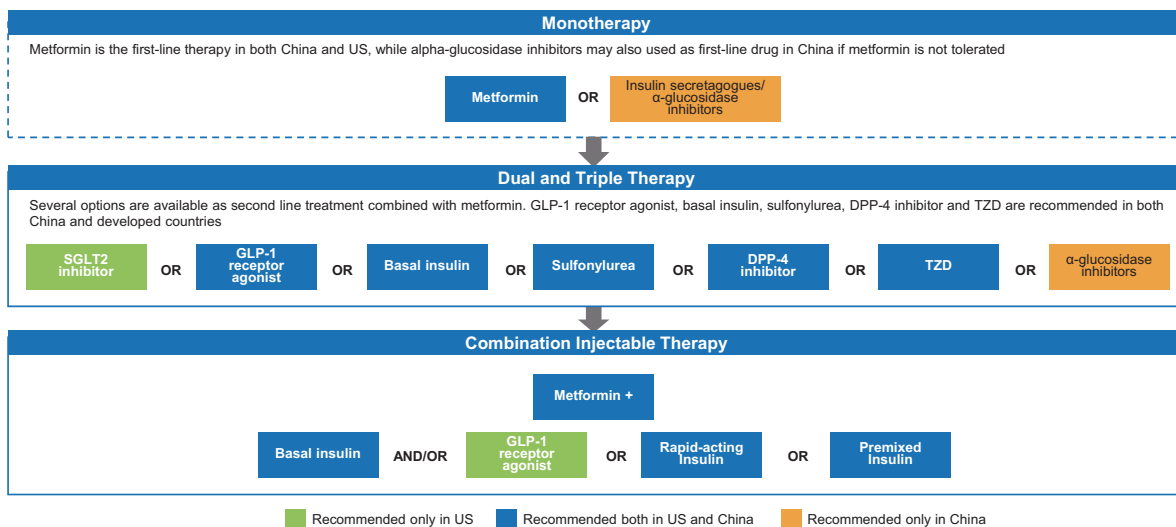 Monotherapy
Metformin is the first-line therapy in both China and US, while alpha-glucosidase inhibitors may also used as first-line drug in China if metformin is not tolerated
Metformin
OR
Insulin secretagogues/
α-glucosidase
inhibitors
Dual and Triple Therapy
Several options are available as second line treatment combined with metformin. GLP-1 receptor agonist, basal insulin, sulfonylurea, DPP-4 inhibitor and TZD are recommended in both
China and developed countries
SGLT2
inhibitor
OR
GLP-1
receptor
agonist
OR
Basal insulin
OR
Sulfonylurea
OR
DPP-4
inhibitor
OR
TZD
OR
α-glucosidase
inhibitors
Combination Injectable Therapy
Metformin +
Basal insulin
AND/OR
GLP-1
receptor
agonist
OR
Rapid-acting
Insulin
OR
Premixed
Insulin
Recommended only in US
Recommended both in US and China
Recommended only in China